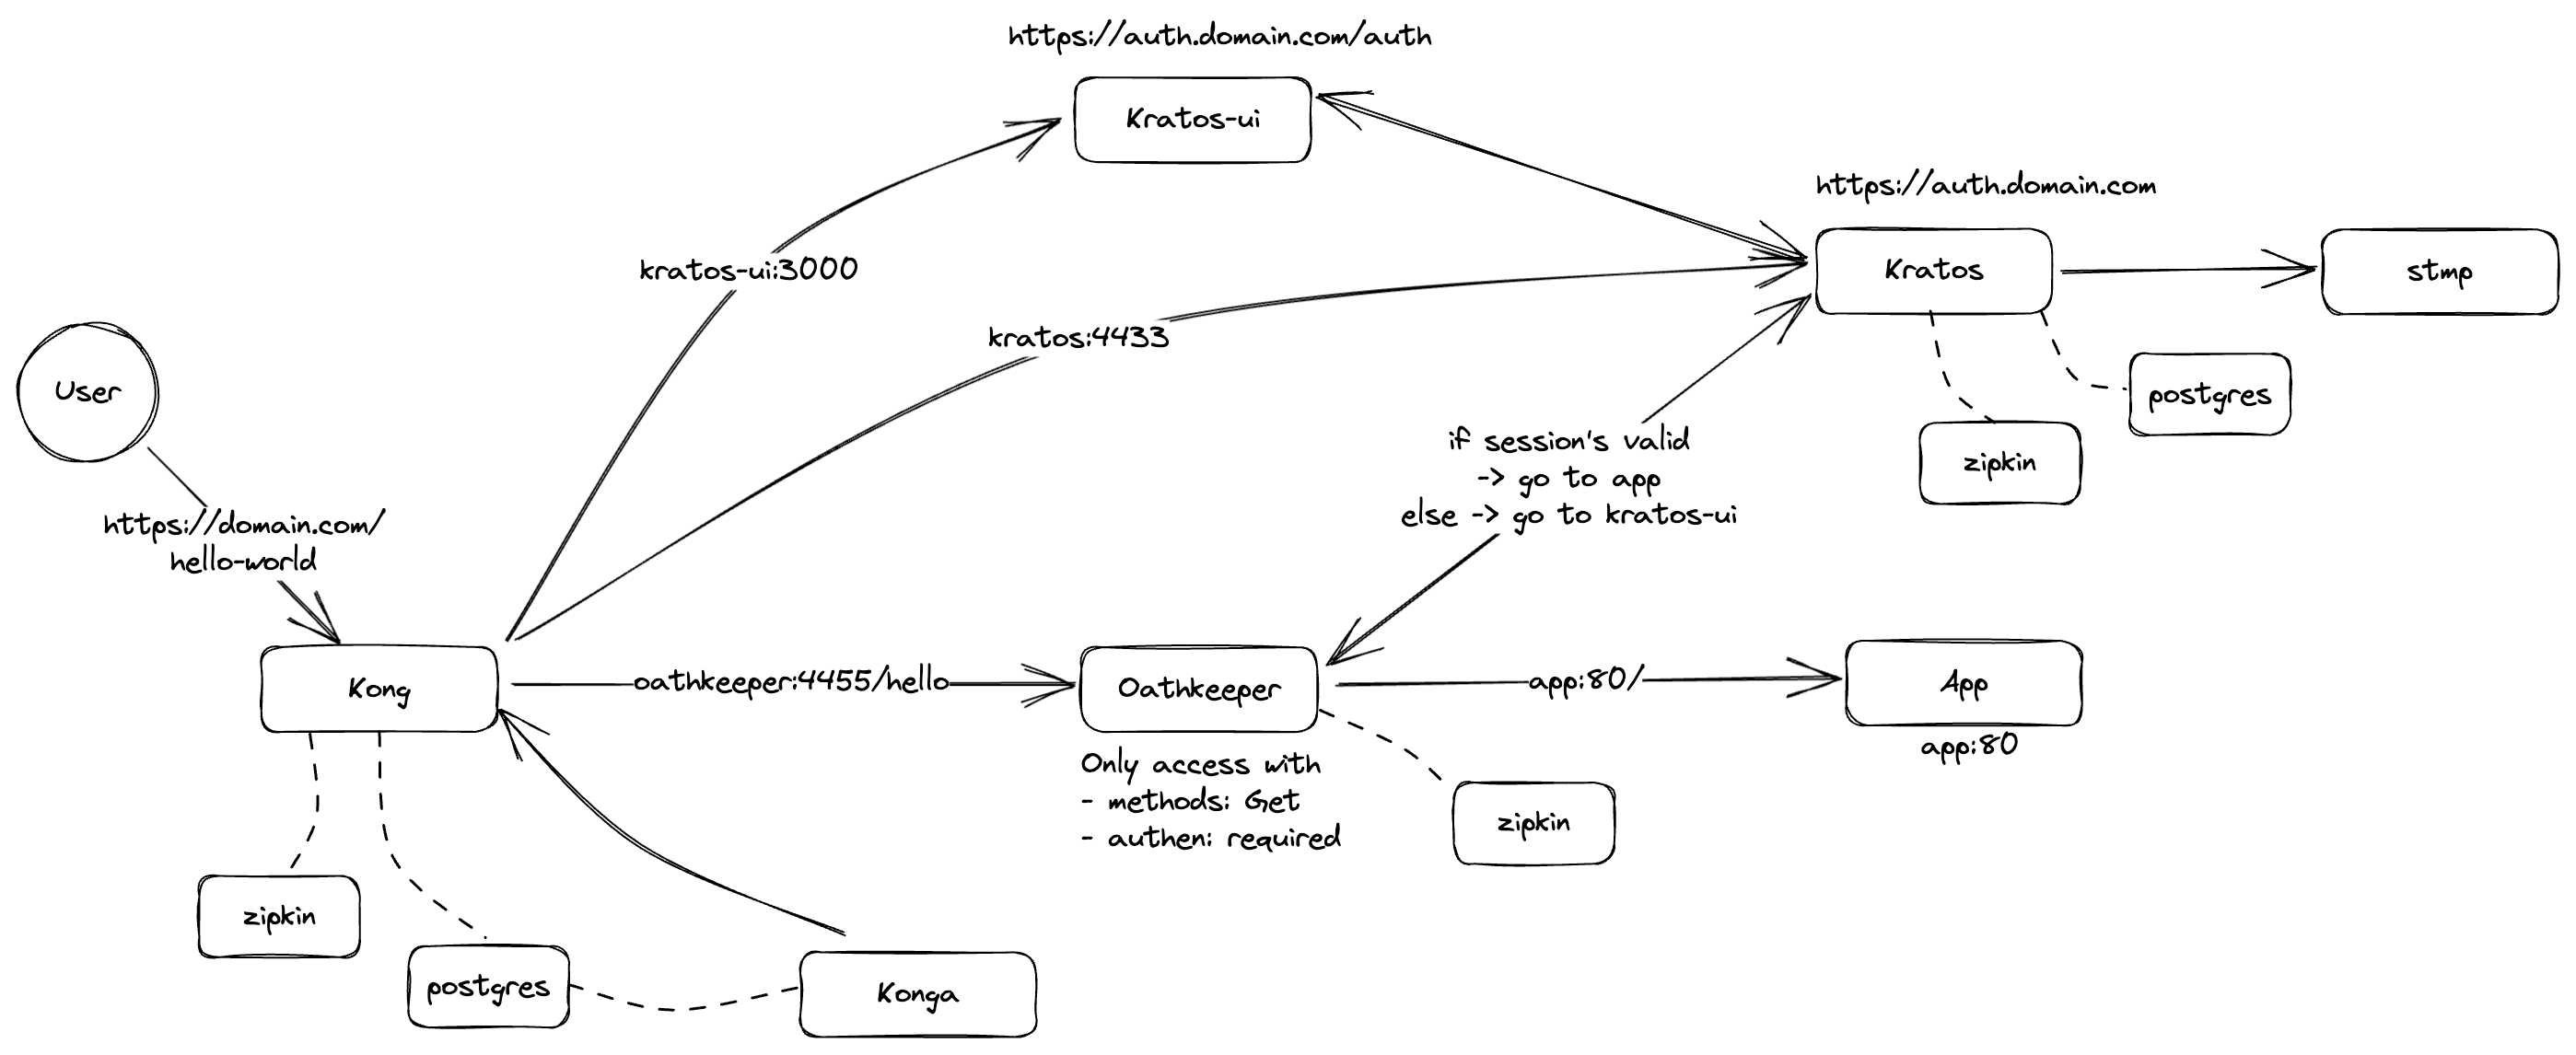 https://auth.domain.com/auth
Kratos-ui
https://auth.domain.com
kratos-ui:3000
Kratos
stmp
kratos:4433
User
postgres
if session's valid
-> go to app
else -> go to kratos-ui
zipkin
https://domain.com/
hello-world
Kong
oathkeeper:4455/hello
Oathkeeper
app:80/
App
app:80
Only access with
- methods: Get
- authen: required
zipkin
zipkin
postgres
Konga